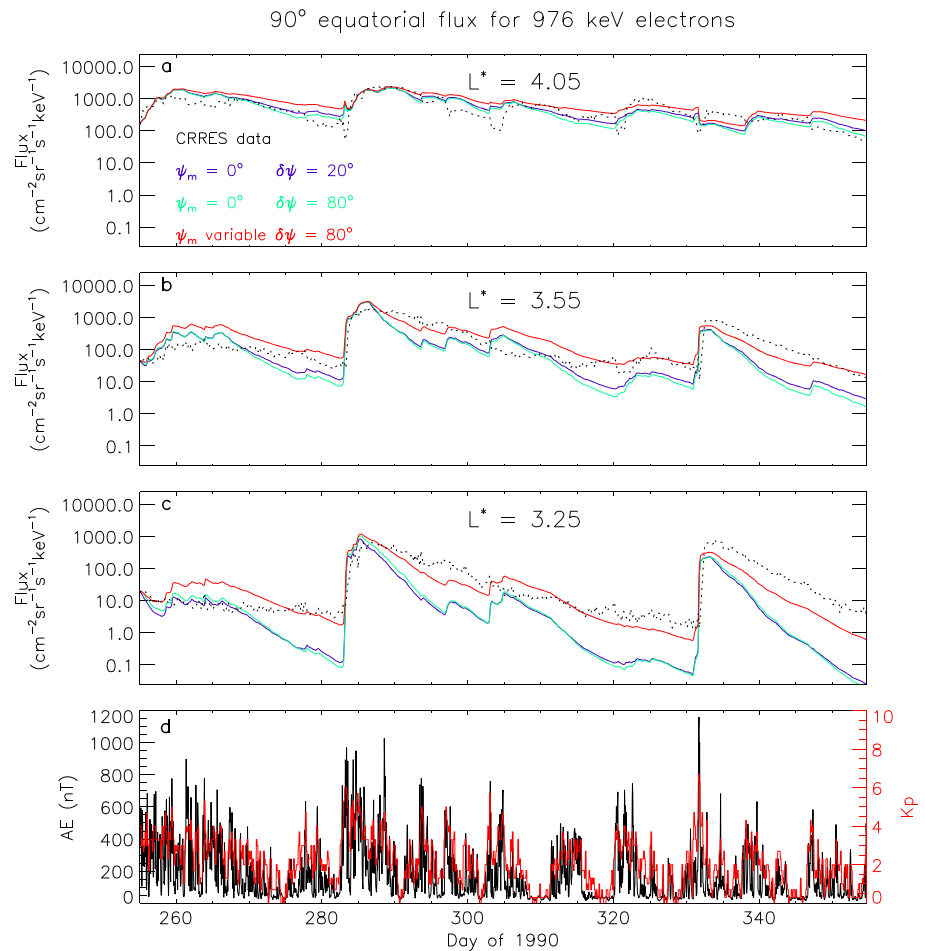 90° equatorial flux for 976 keV electrons
a
L* = 4.05
10000.0
1000.0
100.0
10.0
1.0
0.1
Flux
(cm⁻²sr⁻¹s⁻¹keV⁻¹)
CRRES data
ψm = 0° δψ = 20°
ψm = 0° δψ = 80°
ψm variable δψ = 80°
b
L* = 3.55
10000.0
1000.0
100.0
10.0
1.0
0.1
Flux
(cm⁻²sr⁻¹s⁻¹keV⁻¹)
c
L* = 3.25
10000.0
1000.0
100.0
10.0
1.0
0.1
Flux
(cm⁻²sr⁻¹s⁻¹keV⁻¹)
d
1200
1000
800
600
400
200
0
AE (nT)
10
8
6
4
2
0
Kp
260 280 300 320 340
Day of 1990